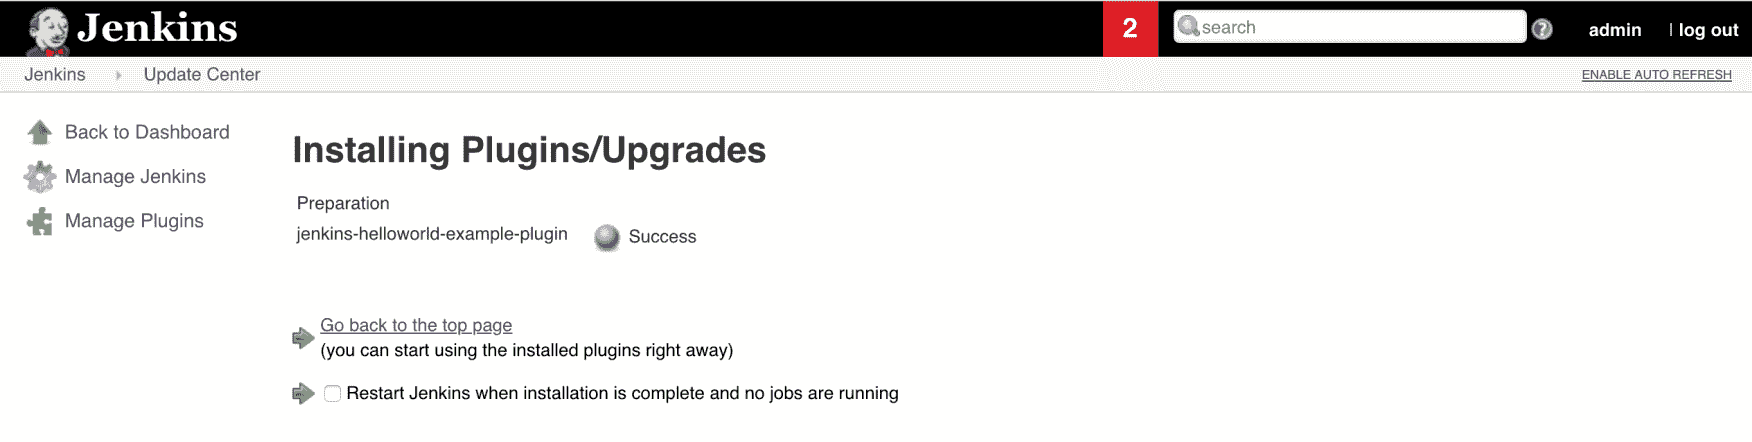 Jenkins
2
search
?
admin
| log out
Jenkins
Update Center
ENABLE AUTO REFRESH
Back to Dashboard
Manage Jenkins
Manage Plugins
Installing Plugins/Upgrades
Preparation
jenkins-helloworld-example-plugin
Success
Go back to the top page
(you can start using the installed plugins right away)
Restart Jenkins when installation is complete and no jobs are running